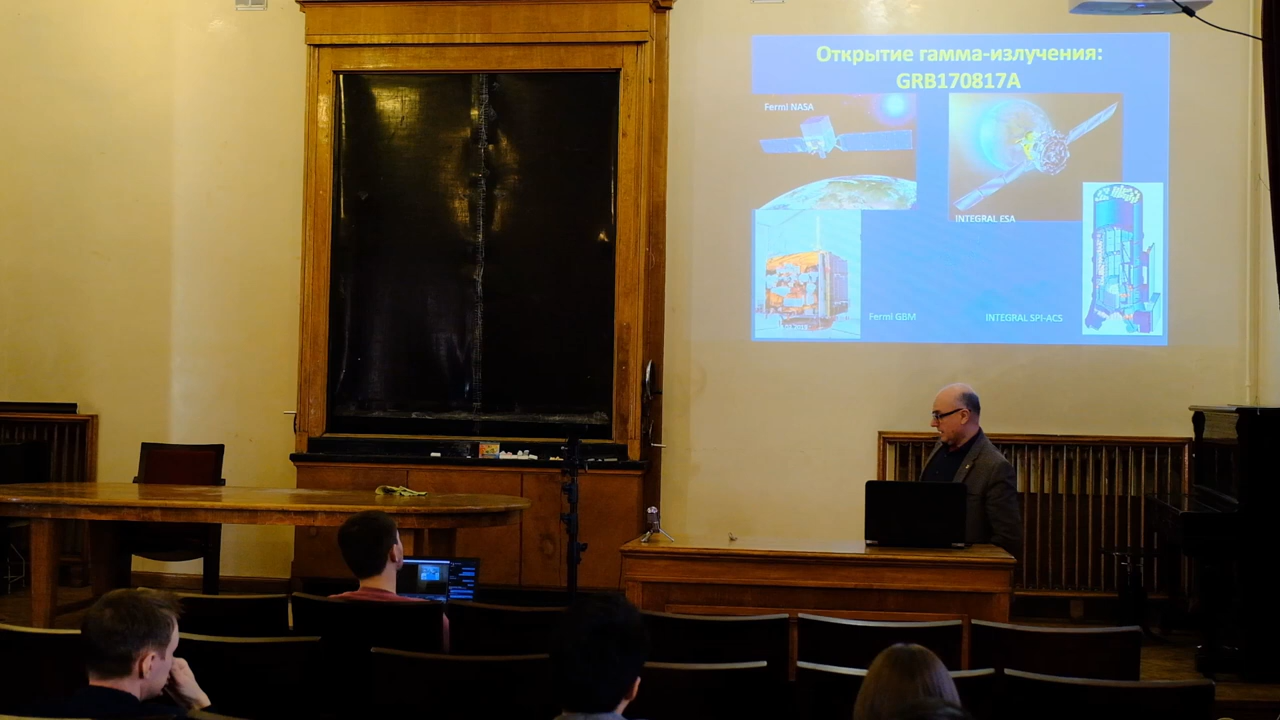 Открытие гамма-излучения:
GRB170817A
Fermi NASA
INTEGRAL ESA
Fermi GBM
INTEGRAL SPI-ACS